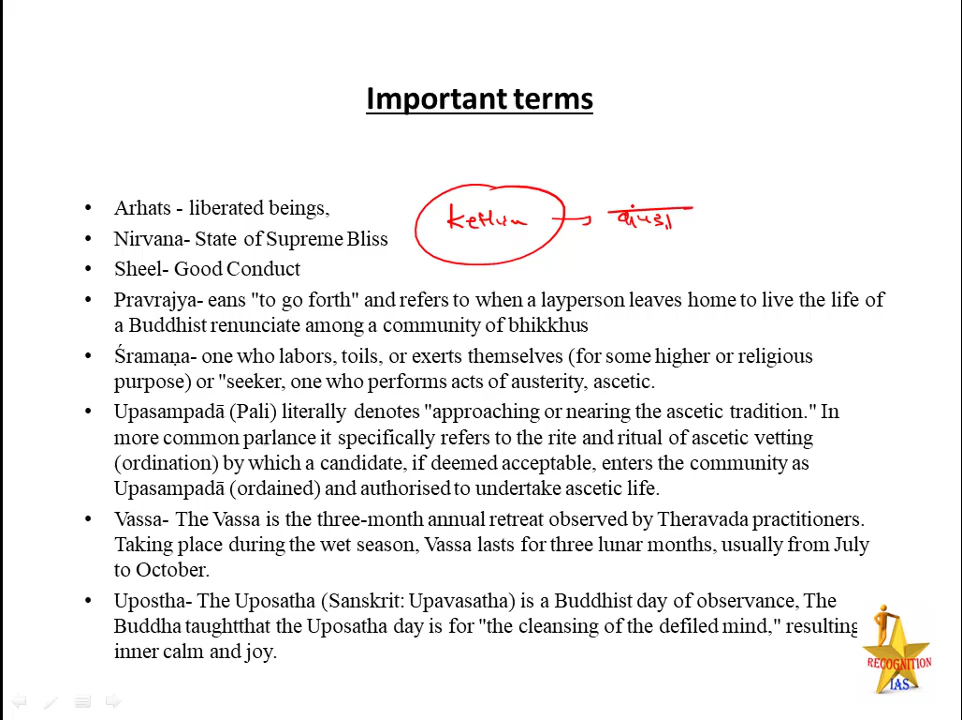 Important terms
• Arhats - liberated beings,
• Nirvana- State of Supreme Bliss
• Sheel- Good Conduct
• Pravrajya- eans "to go forth" and refers to when a layperson leaves home to live the life of
a Buddhist renunciate among a community of bhikkhus
• Śramaṇa- one who labors, toils, or exerts themselves (for some higher or religious
purpose) or "seeker, one who performs acts of austerity, ascetic.
• Upasampadā (Pali) literally denotes "approaching or nearing the ascetic tradition." In
more common parlance it specifically refers to the rite and ritual of ascetic vetting
(ordination) by which a candidate, if deemed acceptable, enters the community as
Upasampadā (ordained) and authorised to undertake ascetic life.
• Vassa- The Vassa is the three-month annual retreat observed by Theravada practitioners.
Taking place during the wet season, Vassa lasts for three lunar months, usually from July
to October.
• Upostha- The Uposatha (Sanskrit: Upavasatha) is a Buddhist day of observance, The
Buddha taughtthat the Uposatha day is for "the cleansing of the defiled mind," resulting
inner calm and joy.
RECOGNITION
IAS